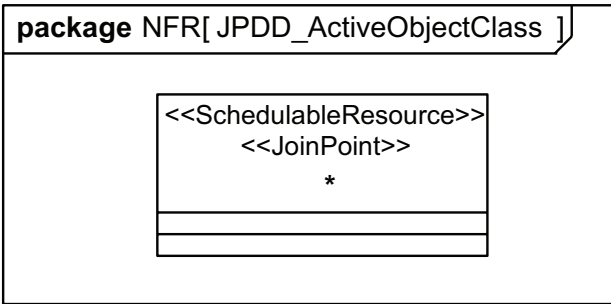 package NFR[ JPDD_ActiveObjectClass ]
<<SchedulableResource>>
<<JoinPoint>>
*